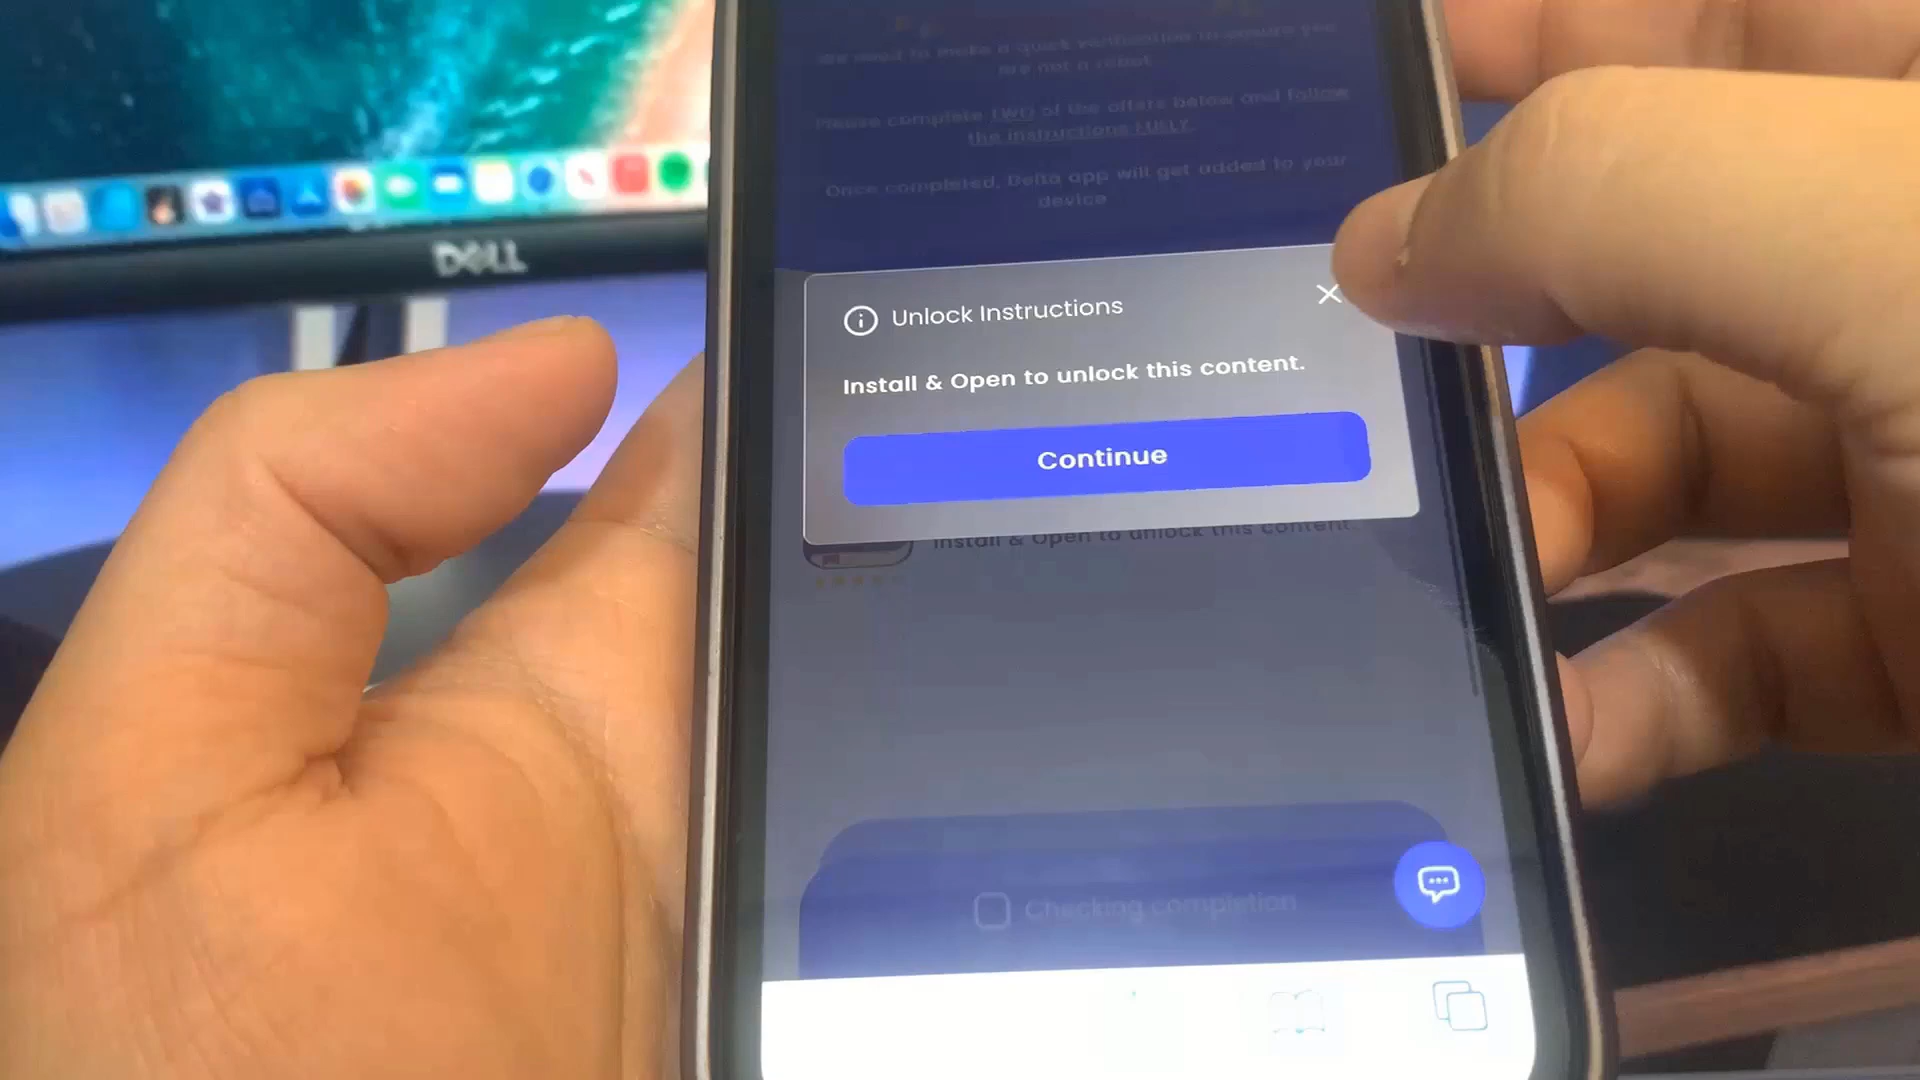 We need to make a quick verification to ensure you
are not a robot.
Please complete TWO of the offers below and follow
the instructions FULLY.
Once completed, Delta app will get added to your
device
DELL
Unlock Instructions
Install & Open to unlock this content.
Continue
Install & Open to unlock this content.
Checking completion